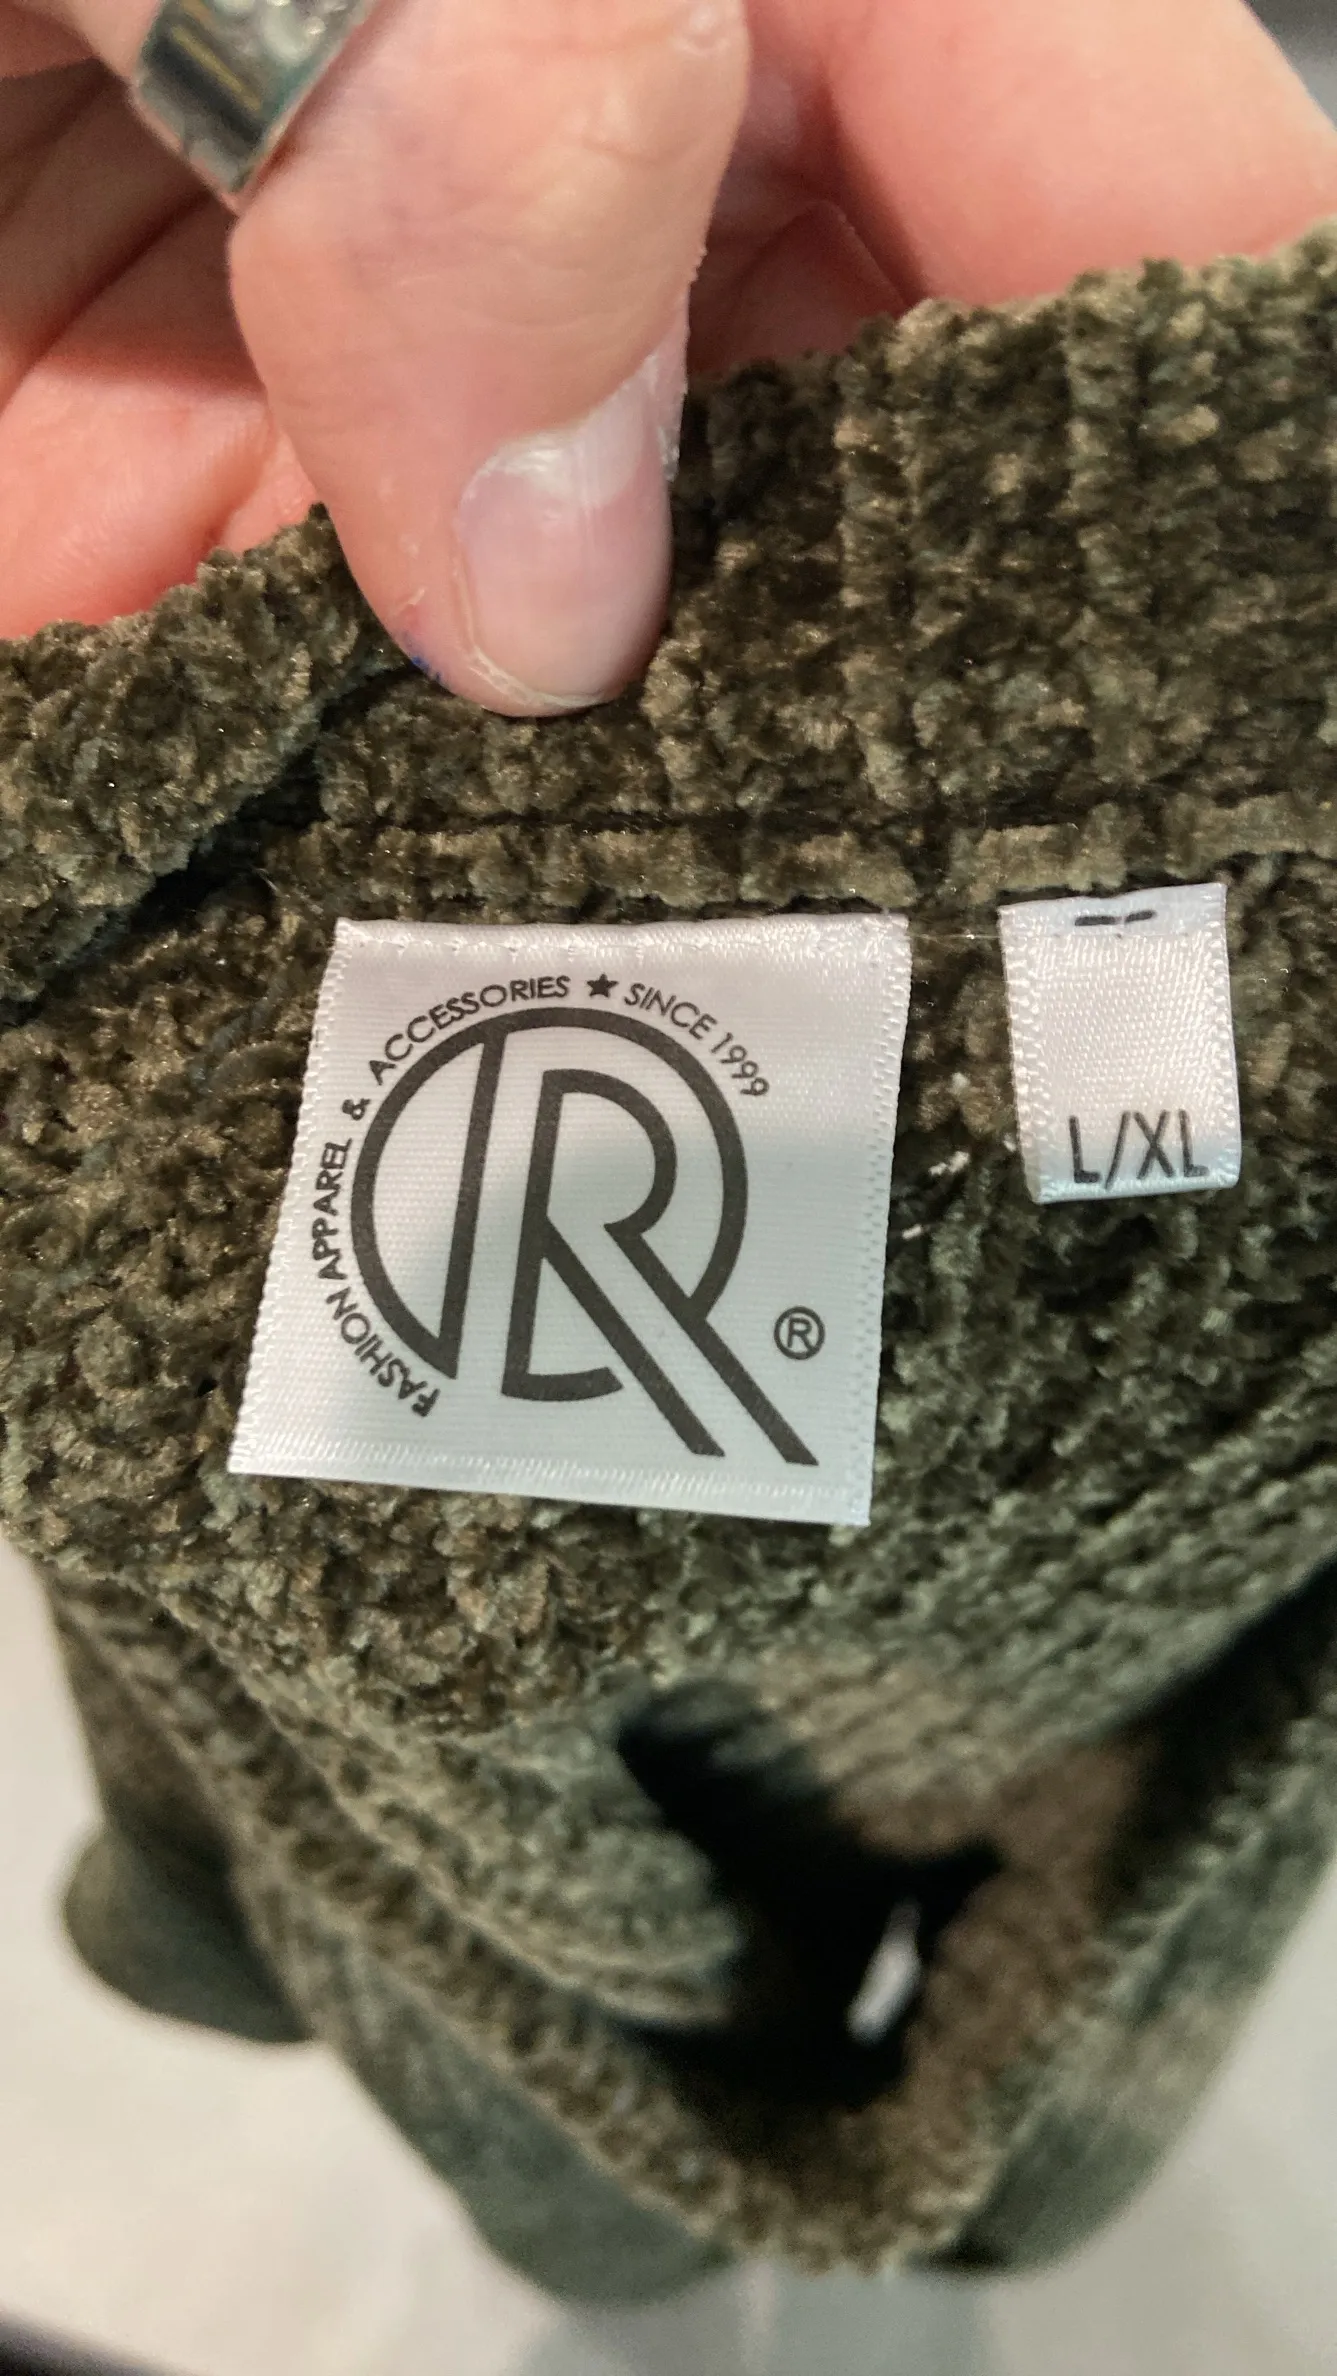 FASHION APPAREL & ACCESSORIES ★ SINCE 1999
R
®
L/XL